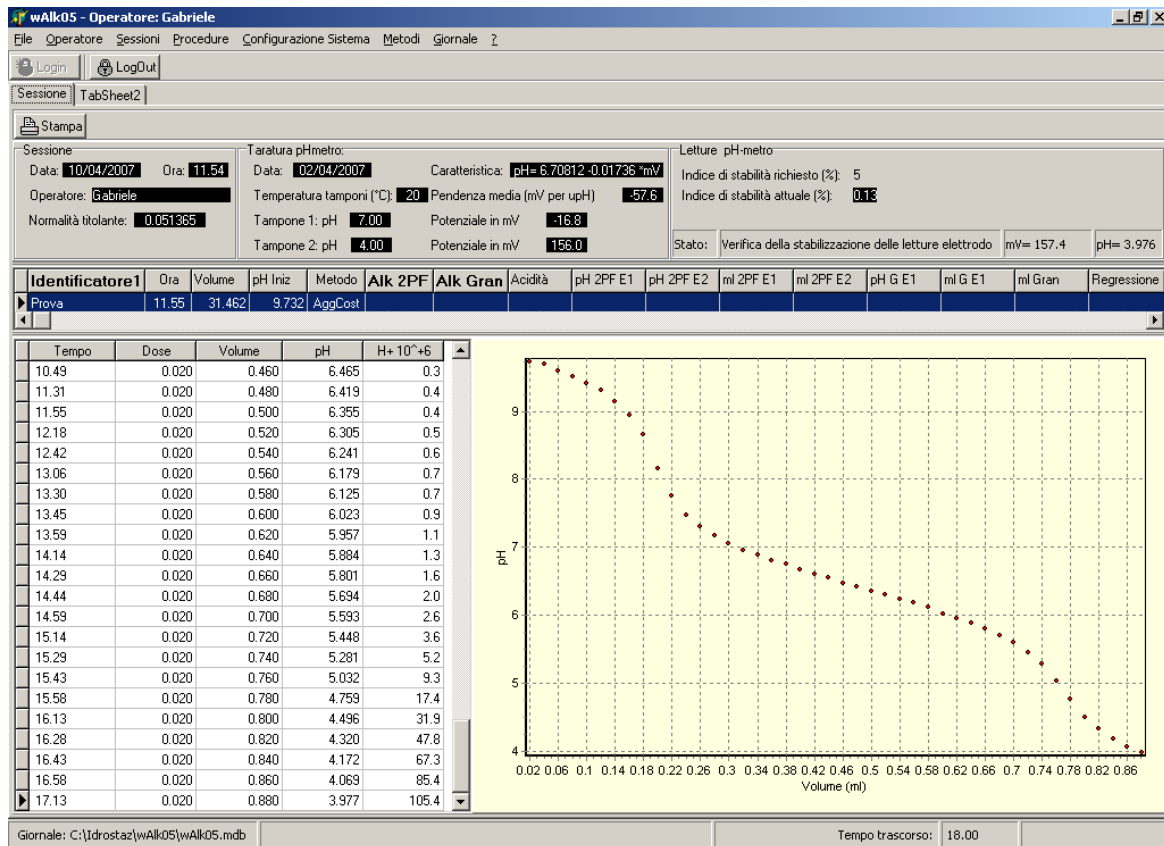 wAlk05 - Operatore: Gabriele
File Operatore Sessioni Procedure Configurazione Sistema Metodi Giornale ?
Login LogOut
Sessione TabSheet2
Stampa
Sessione
Data: 10/04/2007 Ora: 11.54
Operatore: Gabriele
Normalità titolante: 0.051365
Taratura pHmetro:
Data: 02/04/2007 Caratteristica: pH= 6.70812 -0.01736 *mV
Temperatura tamponi (°C): 20 Pendenza media (mV per upH) -57.6
Tampone 1: pH 7.00 Potenziale in mV -16.8
Tampone 2: pH 4.00 Potenziale in mV 156.0
Letture pH-metro
Indice di stabilità richiesto (%): 5
Indice di stabilità attuale (%): 0.13
Stato: Verifica della stabilizzazione delle letture elettrodo mV= 157.4 pH= 3.976
Identificatore1 Ora Volume pH Iniz Metodo Alk 2PF Alk Gran Acidità pH 2PF E1 pH 2PF E2 ml 2PF E1 ml 2PF E2 pH G E1 ml G E1 ml Gran Regressione
Prova 11.55 31.462 9.732 AggCost
Tempo Dose Volume pH H+ 10^+6
10.49 0.020 0.460 6.465 0.3
11.31 0.020 0.480 6.419 0.4
11.55 0.020 0.500 6.355 0.4
12.18 0.020 0.520 6.305 0.5
12.42 0.020 0.540 6.241 0.6
13.06 0.020 0.560 6.179 0.7
13.30 0.020 0.580 6.125 0.7
13.45 0.020 0.600 6.023 0.9
13.59 0.020 0.620 5.957 1.1
14.14 0.020 0.640 5.884 1.3
14.29 0.020 0.660 5.801 1.6
14.44 0.020 0.680 5.694 2.0
14.59 0.020 0.700 5.593 2.6
15.14 0.020 0.720 5.448 3.6
15.29 0.020 0.740 5.281 5.2
15.43 0.020 0.760 5.032 9.3
15.58 0.020 0.780 4.759 17.4
16.13 0.020 0.800 4.496 31.9
16.28 0.020 0.820 4.320 47.8
16.43 0.020 0.840 4.172 67.3
16.58 0.020 0.860 4.069 85.4
17.13 0.020 0.880 3.977 105.4
9
8
7
6
5
4
pH
0.02 0.06 0.1 0.14 0.18 0.22 0.26 0.3 0.34 0.38 0.42 0.46 0.5 0.54 0.58 0.62 0.66 0.7 0.74 0.78 0.82 0.86
Volume (ml)
Giornale: C:\Idrostaz\wAlk05\wAlk05.mdb Tempo trascorso: 18.00